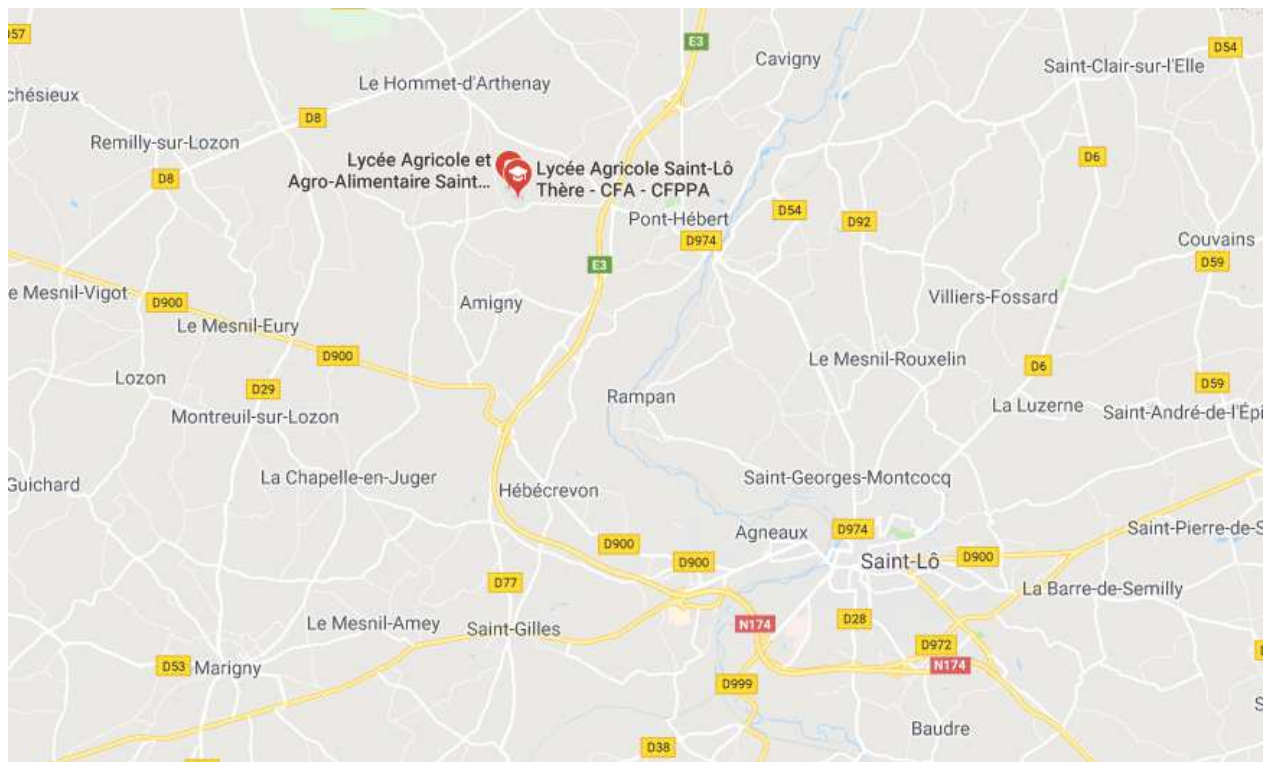 E3
D57
D54
Cavigny
Saint-Clair-sur-l'Elle
Le Hommet-d'Arthenay
chésieux
D8
Remilly-sur-Lozon
D6
Lycée Agricole et
Agro-Alimentaire Saint...
Lycée Agricole Saint-Lô
Thère - CFA - CFPPA
D8
D54
D92
Pont-Hébert
D974
Couvains
D59
E3
e Mesnil-Vigot
D900
Amigny
Villiers-Fossard
Le Mesnil-Eury
D900
Le Mesnil-Rouxelin
D6
Lozon
D29
D59
Rampan
La Luzerne
Montreuil-sur-Lozon
Saint-André-de-l'Épi
La Chapelle-en-Juger
Saint-Georges-Montcocq
Guichard
Hébécrevon
Agneaux
D974
Saint-Pierre-de-S
D900
D900
Saint-Lô
D900
D77
La Barre-de-Semilly
Le Mesnil-Amey
Saint-Gilles
N174
D28
D972
D53
Marigny
N174
D999
Baudre
D38